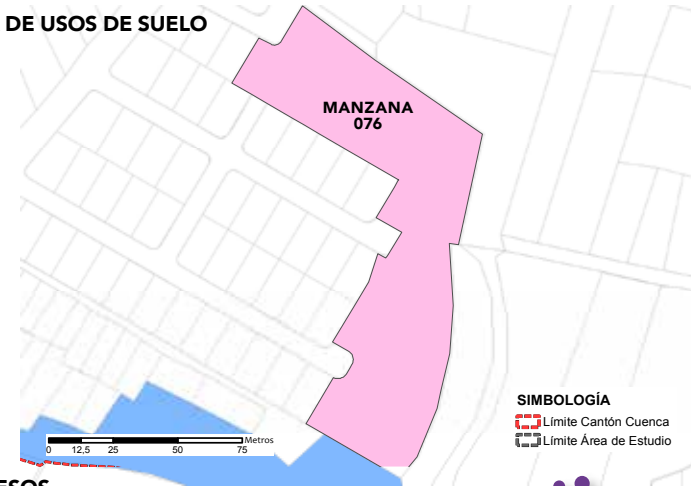 DE USOS DE SUELO
MANZANA
076
SIMBOLOGÍA
Límite Cantón Cuenca
Límite Área de Estudio
Metros
0 12,5 25 50 75
ESOS